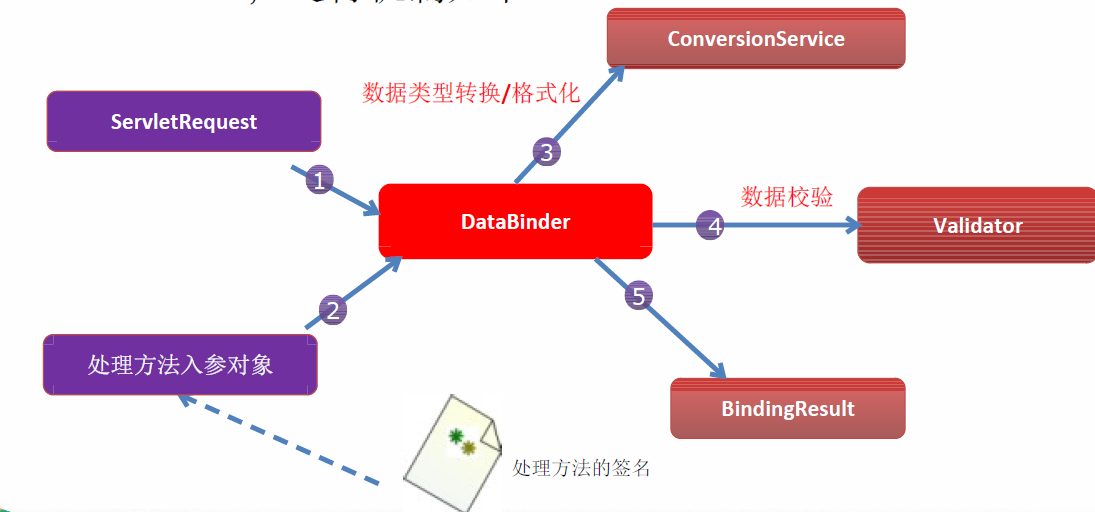 ConversionService
数据类型转换/格式化
ServletRequest
3
1
DataBinder
数据校验
4
Validator
2
5
处理方法入参对象
BindingResult
处理方法的签名